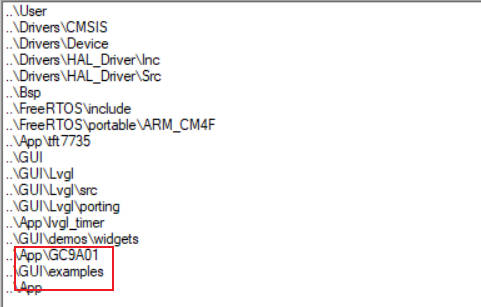 ..\User
..\Drivers\CMSIS
..\Drivers\Device
..\Drivers\HAL_Driver\Inc
..\Drivers\HAL_Driver\Src
..\Bsp
..\FreeRTOS\include
..\FreeRTOS\portable\ARM_CM4F
..\App\tft7735
..\GUI
..\GUI\Lvgl
..\GUI\Lvgl\src
..\GUI\Lvgl\porting
..\App\lvgl_timer
..\GUI\demos\widgets
..\App\GC9A01
..\GUI\examples
..\App